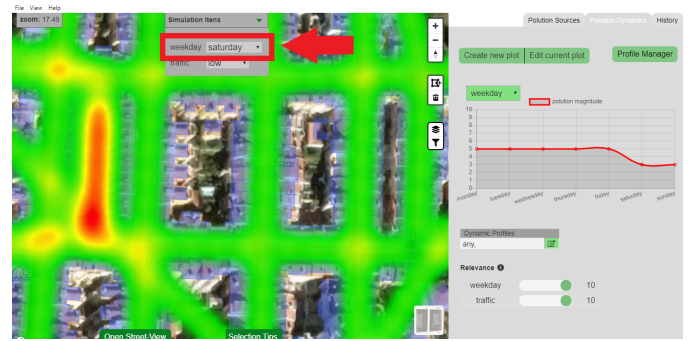 File View Help
zoom: 17.49
Simulation Itens
weekday saturday
traffic low
Open Street-View
Selection Tips
Polution Sources Polution Dynamics History
Create new plot Edit current plot Profile Manager
weekday
polution magnitude
10
9
8
7
6
5
4
3
2
1
0
monday tuesday wednesday thursday friday saturday sunday
Dynamic Profiles
any,
Relevance
weekday 10
traffic 10